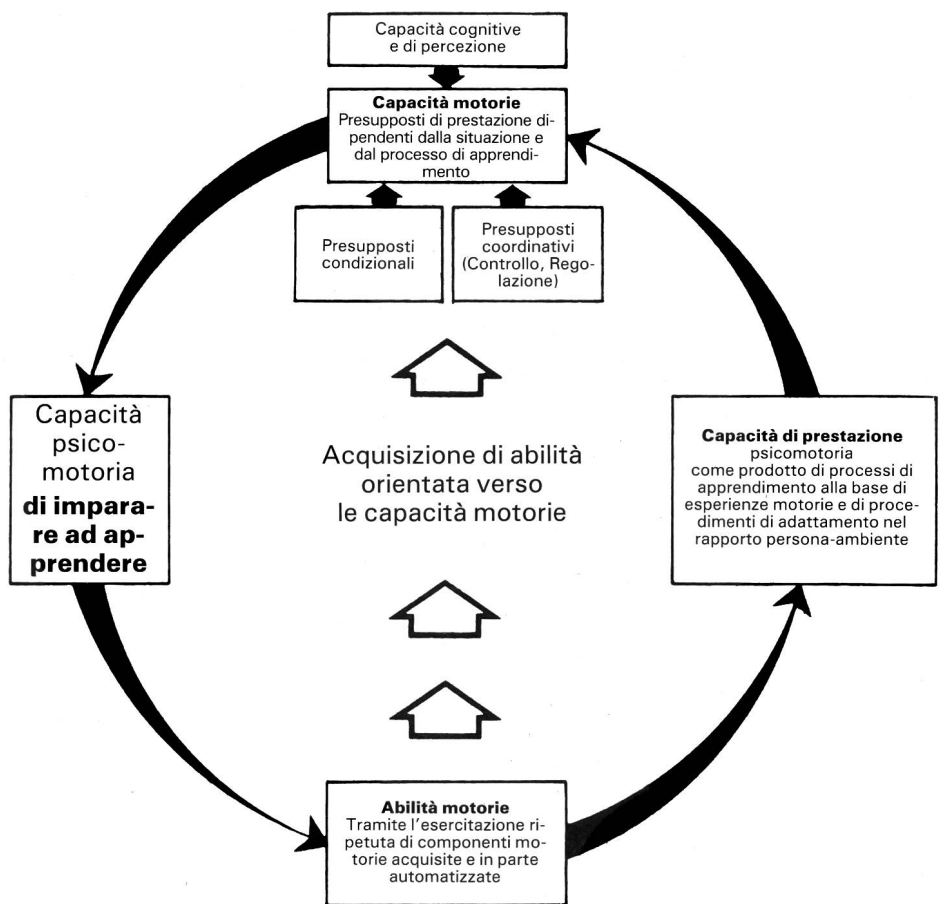 Capacità cognitive
e di percezione
Capacità motorie
Presupposti di prestazione di-
pendenti dalla situazione e
dal processo di apprendi-
mento
Presupposti
condizionali
Presupposti
coordinativi
(Controllo, Rego-
lazione)
Capacità
psico-
motoria
di impara-
re ad ap-
prendere
Acquisizione di abilità
orientata verso
le capacità motorie
Capacità di prestazione
psicomotoria
come prodotto di processi di
apprendimento alla base di
esperienze motorie e di proce-
dimenti di adattamento nel
rapporto persona-ambiente
Abilità motorie
Tramite l'esercitazione ri-
petuta di componenti mo-
torie acquisite e in parte
automatizzate